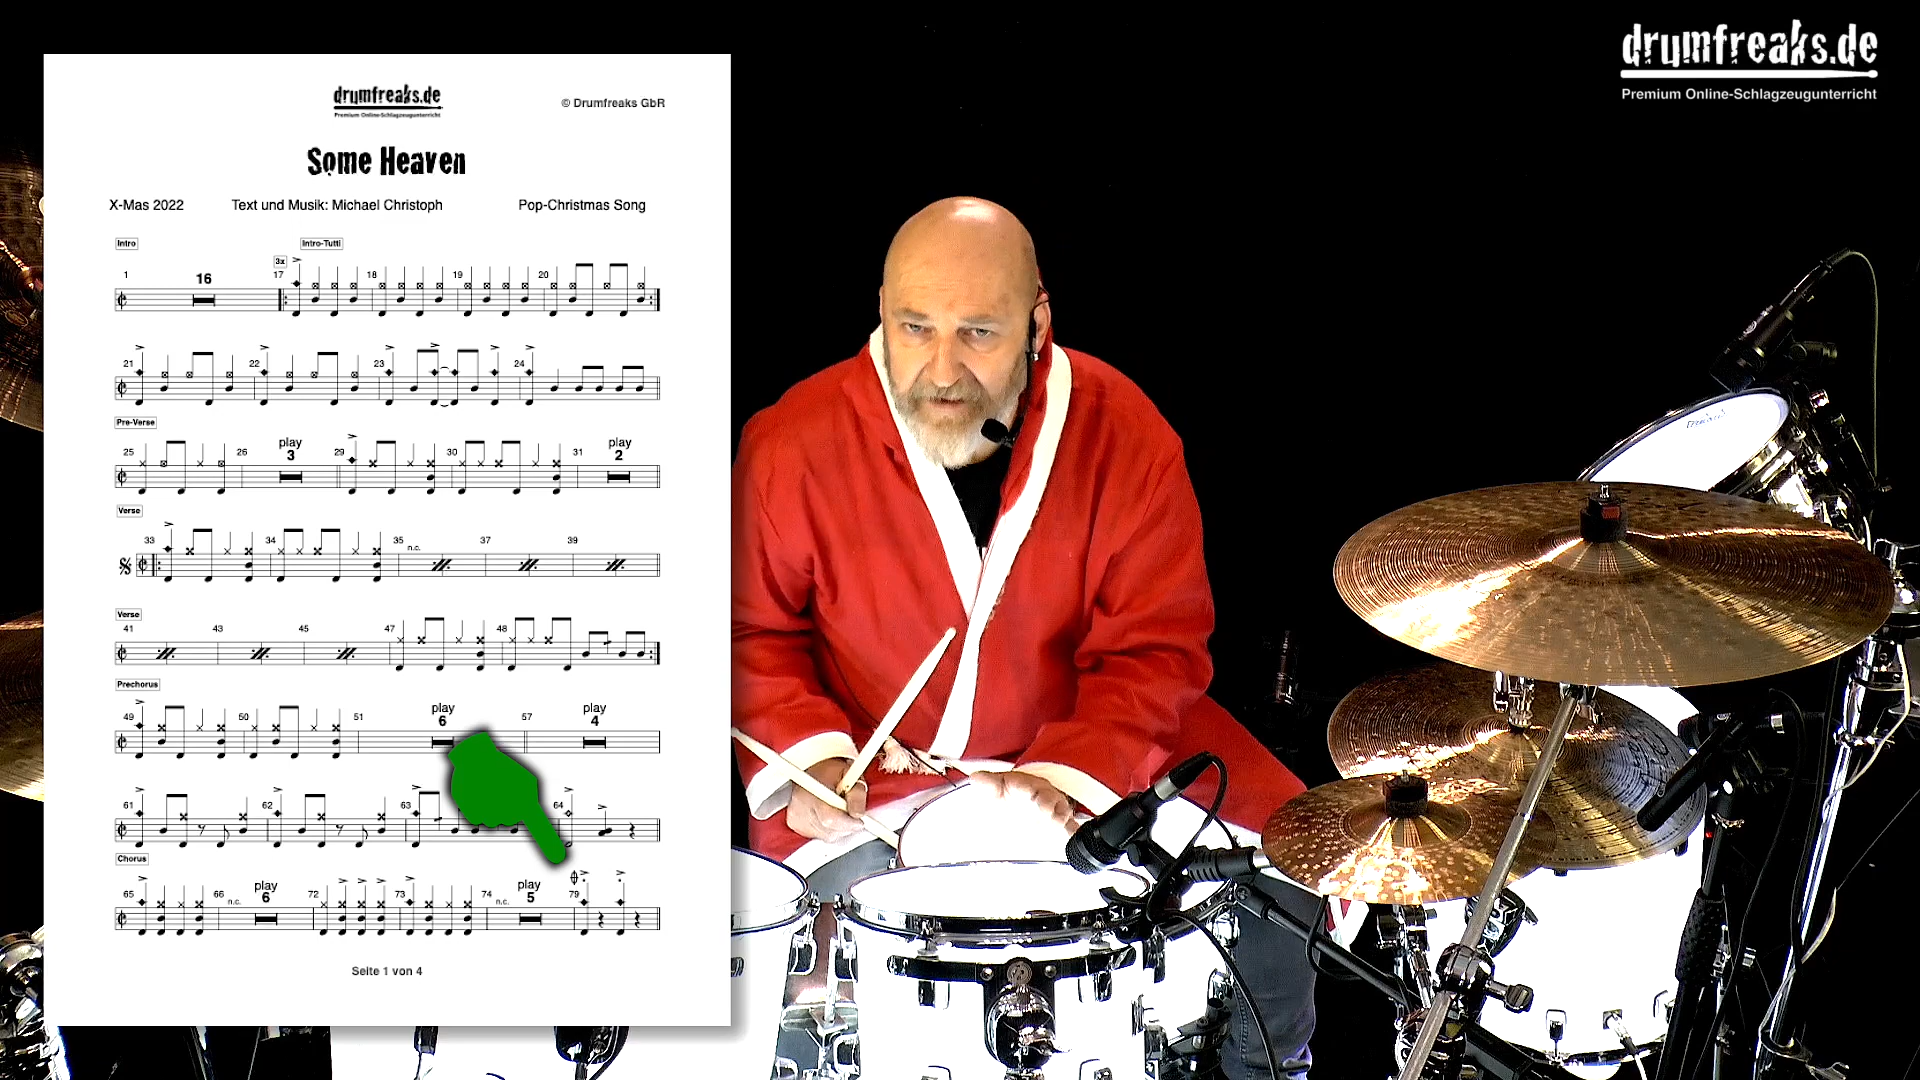 drumfreaks.de
Premium Online-Schlagzeugunterricht
© Drumfreaks GbR
Some Heaven
X-Mas 2022 Text und Musik: Michael Christoph Pop-Christmas Song
Intro Intro-Tutti
3x
1 16 17 18 19 20
21 22 23 24
Pre-Verse
25 26 play 3 29 30 31 play 2
Verse
33 34 35 n.c. 37 39
Verse
41 43 45 47 48
Prechorus
49 50 51 play 6 57 play 4
61 62 63 64
Chorus
65 66 n.c. play 6 72 73 74 n.c. play 5 79
Seite 1 von 4
drumfreaks.de
Premium Online-Schlagzeugunterricht